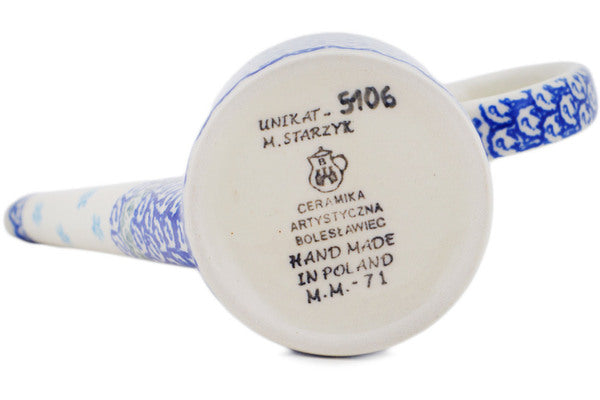 UNIKAT - 5106
M. STARZYK
B
CERAMIKA
ARTYSTYCZNA
BOLESŁAWIEC
HAND MADE
IN POLAND
M.M. - 71